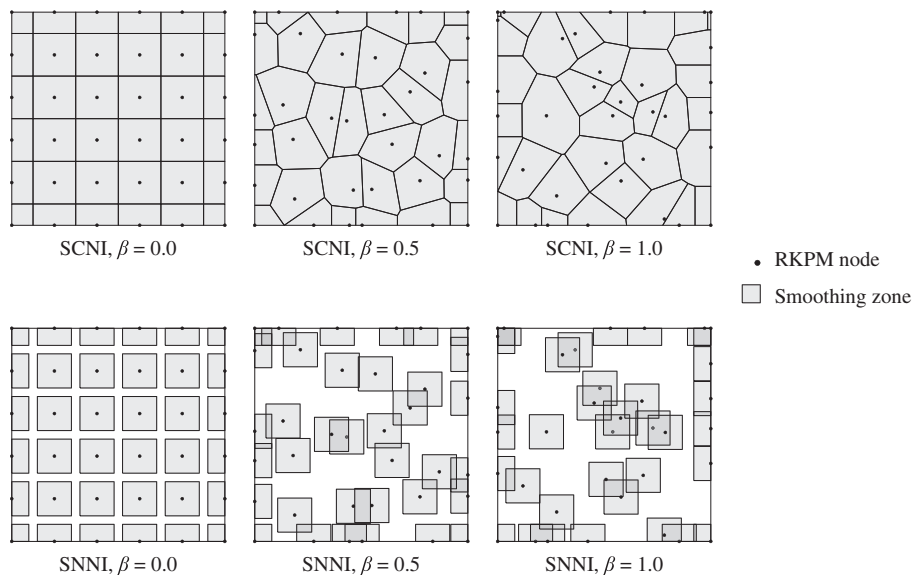 SCNI, β = 0.0
SCNI, β = 0.5
SCNI, β = 1.0
RKPM node
Smoothing zone
SNNI, β = 0.0
SNNI, β = 0.5
SNNI, β = 1.0